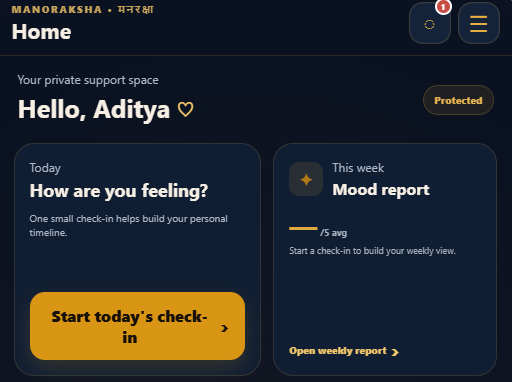 MANORAKSHA • मनरक्षा
Home
1
Your private support space
Hello, Aditya ♡
Protected
Today
How are you feeling?
One small check-in helps build your personal
timeline.
Start today's check-
in ›
This week
Mood report
— /5 avg
Start a check-in to build your weekly view.
Open weekly report ›